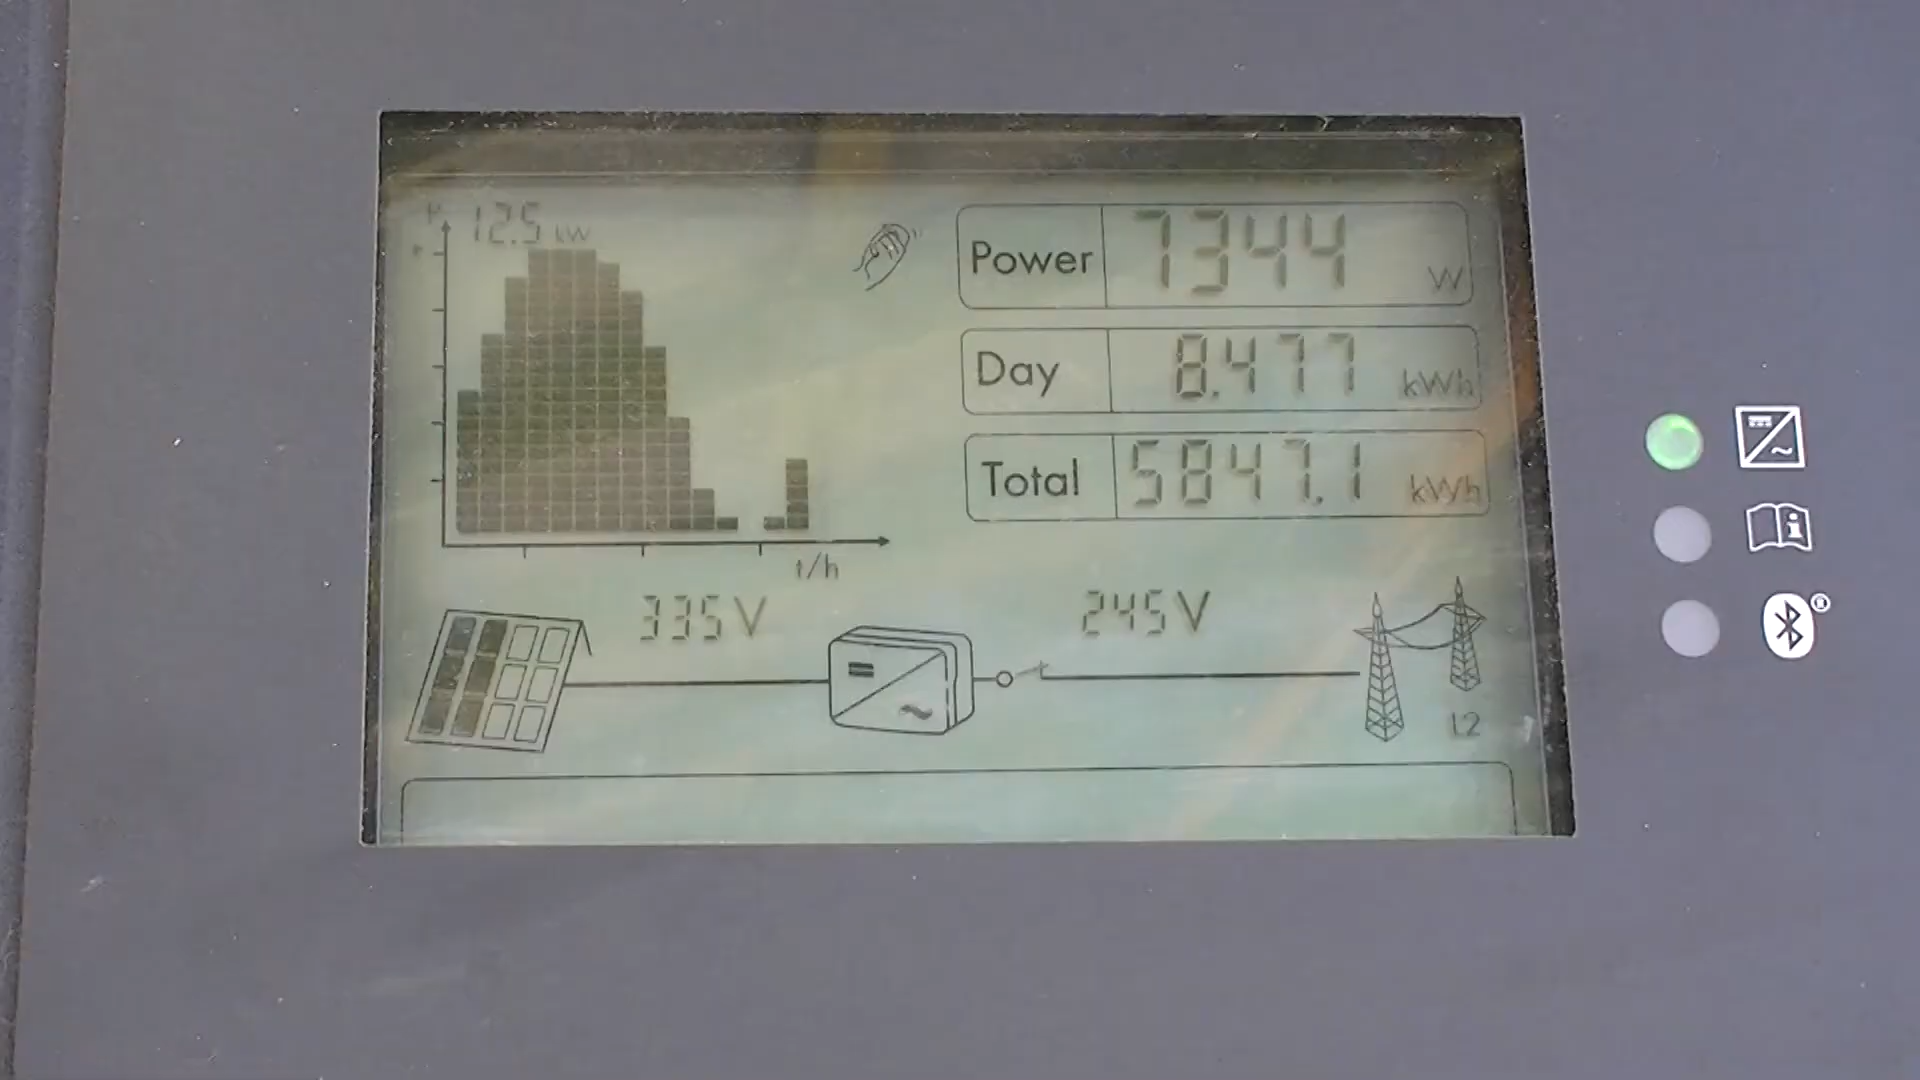 12.5 kW
Power 7344 W
Day 8.477 kWh
Total 5847.1 kWh
t/h
335 V
245 V
L2